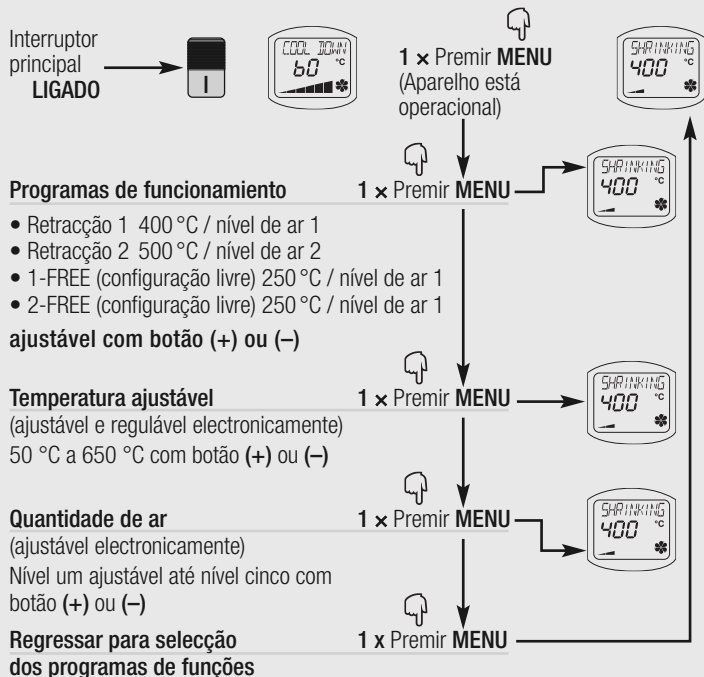 Interruptor
principal
LIGADO
I
COOL DOWN
60 °C
1 × Premir MENU
(Aparelho está
operacional)
SHRINKING
400 °C
Programas de funcionamiento 1 × Premir MENU
SHRINKING
400 °C
• Retracção 1 400 °C / nível de ar 1
• Retracção 2 500 °C / nível de ar 2
• 1-FREE (configuração livre) 250 °C / nível de ar 1
• 2-FREE (configuração livre) 250 °C / nível de ar 1
ajustável com botão (+) ou (–)
Temperatura ajustável 1 × Premir MENU
SHRINKING
400 °C
(ajustável e regulável electronicamente)
50 °C a 650 °C com botão (+) ou (–)
Quantidade de ar 1 × Premir MENU
SHRINKING
400 °C
(ajustável electronicamente)
Nível um ajustável até nível cinco com
botão (+) ou (–)
Regressar para selecção 1 x Premir MENU
dos programas de funções